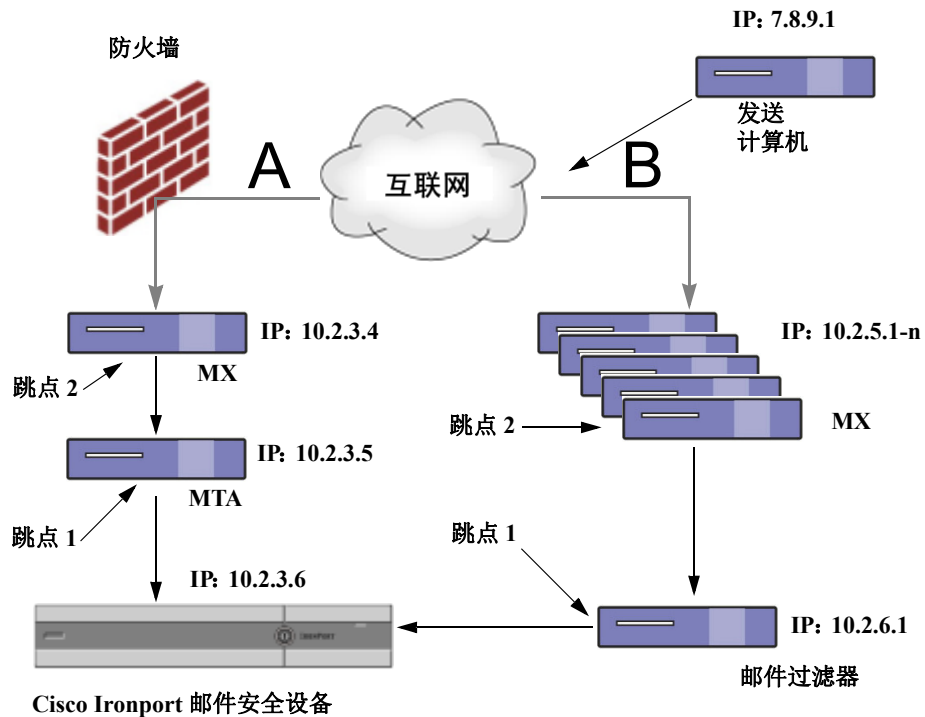 IP: 7.8.9.1
防火墙
发送
计算机
A
互联网
B
IP: 10.2.3.4
IP: 10.2.5.1-n
MX
跳点 2
跳点 2
MX
IP: 10.2.3.5
MTA
跳点 1
跳点 1
IP: 10.2.3.6
IRONPORT
IP: 10.2.6.1
邮件过滤器
Cisco Ironport 邮件安全设备